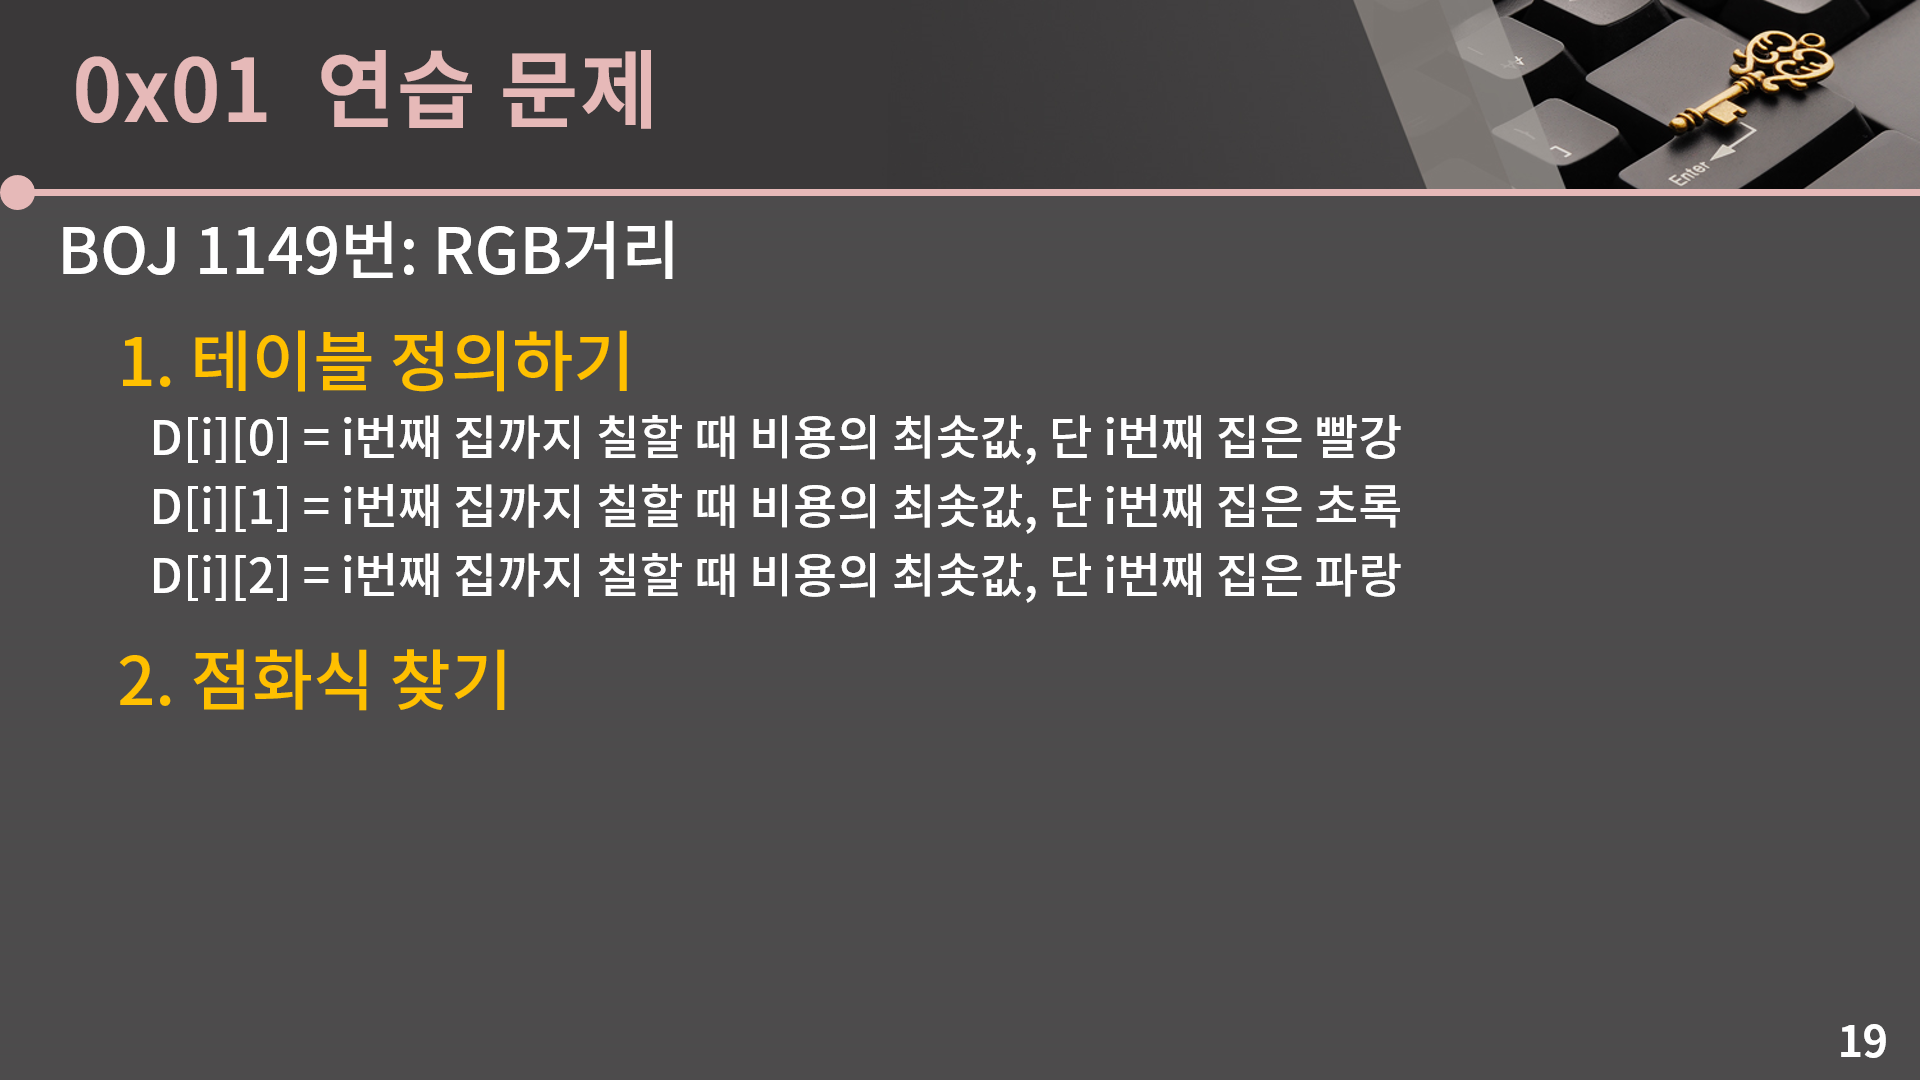 0x01 연습 문제
BOJ 1149번: RGB거리
1. 테이블 정의하기
D[i][0] = i번째 집까지 칠할 때 비용의 최솟값, 단 i번째 집은 빨강
D[i][1] = i번째 집까지 칠할 때 비용의 최솟값, 단 i번째 집은 초록
D[i][2] = i번째 집까지 칠할 때 비용의 최솟값, 단 i번째 집은 파랑
2. 점화식 찾기
Enter
19